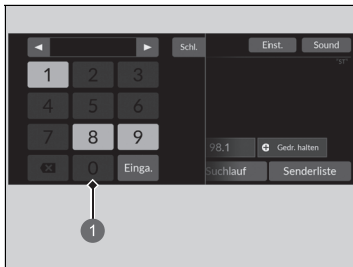 Schl. Einst. Sound
1 2 3
4 5 6
7 8 9
98.1 Gedr. halten
0 Einga. Suchlauf Senderliste
1